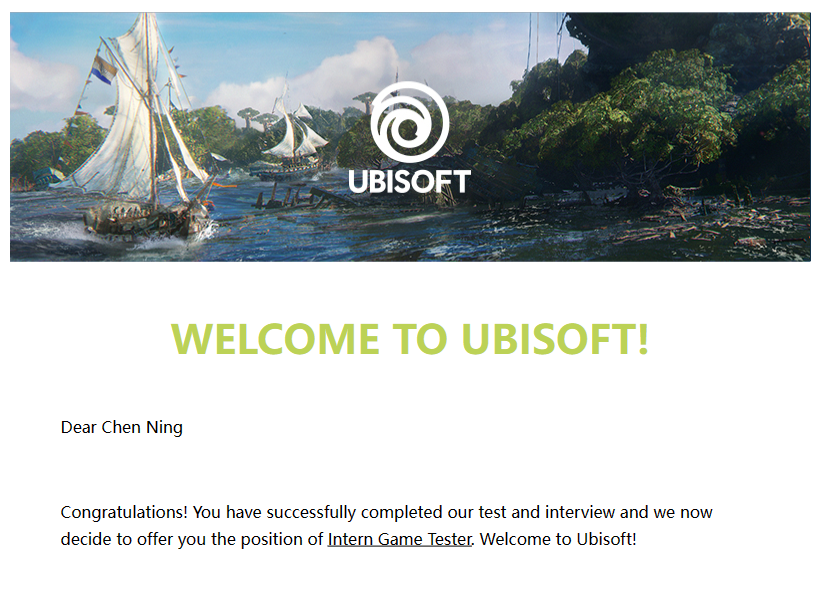 UBISOFT
WELCOME TO UBISOFT!
Dear Chen Ning
Congratulations! You have successfully completed our test and interview and we now
decide to offer you the position of Intern Game Tester. Welcome to Ubisoft!